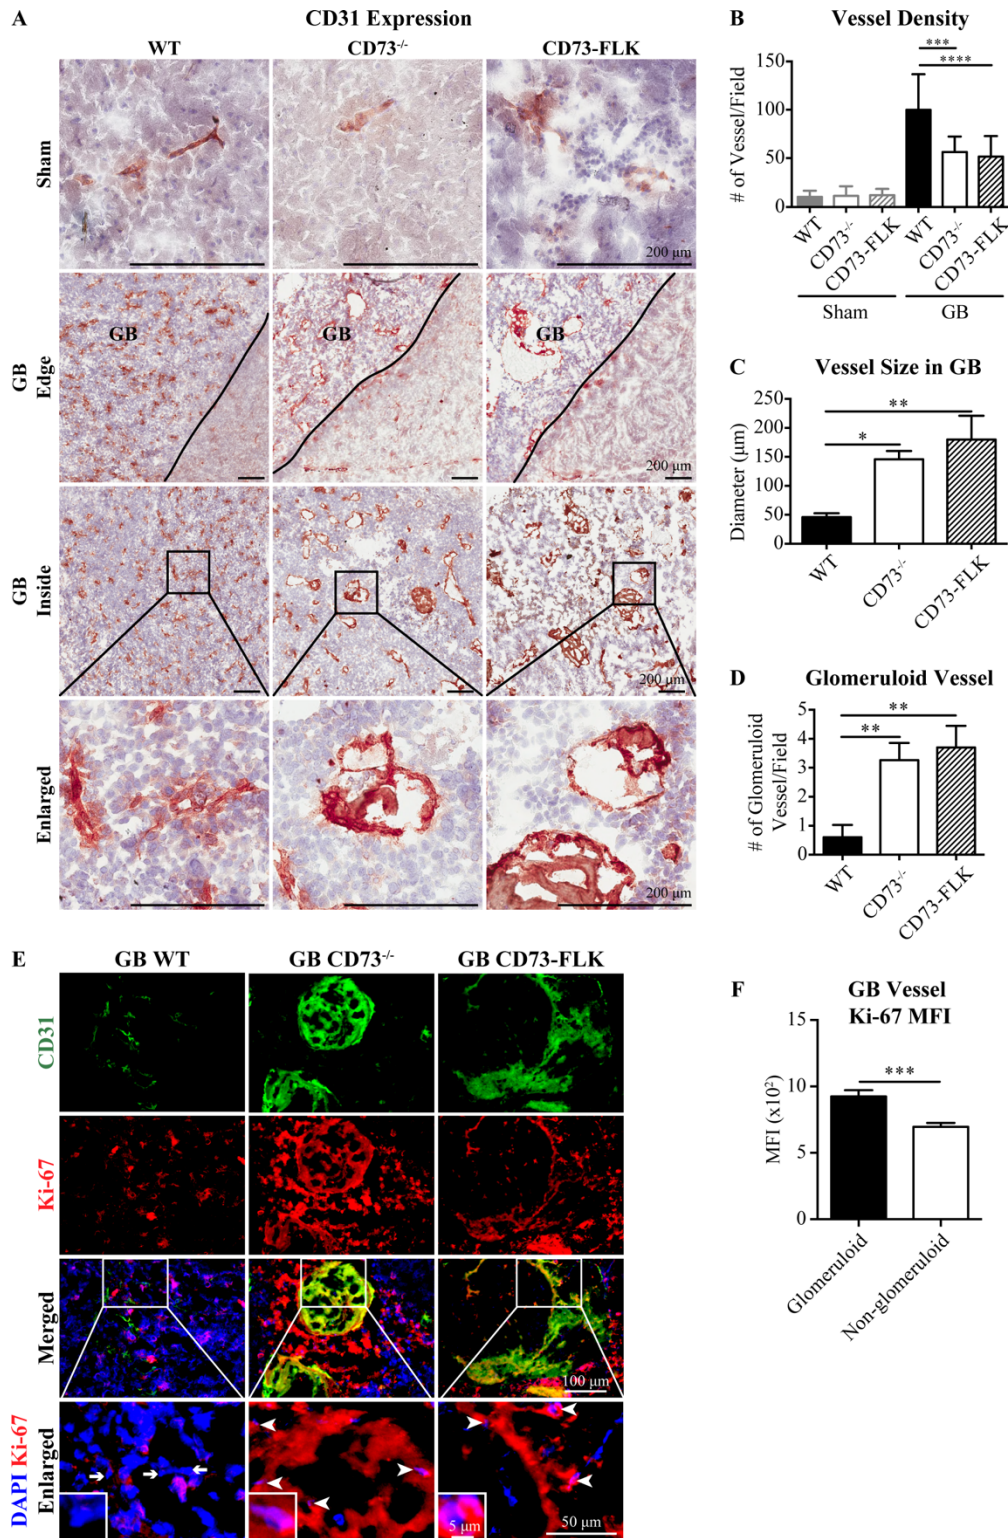 A
CD31 Expression
WT
CD73-/-
CD73-FLK
Sham
200 µm
GB
Edge
GB
GB
GB
200 µm
GB
Inside
200 µm
Enlarged
200 µm
B
Vessel Density
# of Vessel/Field
150
100
50
0
***
****
WT
CD73-/-
CD73-FLK
WT
CD73-/-
CD73-FLK
Sham
GB
C
Vessel Size in GB
Diameter (µm)
250
200
150
100
50
0
**
*
WT
CD73-/-
CD73-FLK
D
Glomeruloid Vessel
# of Glomeruloid
Vessel/Field
5
4
3
2
1
0
**
**
WT
CD73-/-
CD73-FLK
E
GB WT
GB CD73-/-
GB CD73-FLK
CD31
Ki-67
Merged
100 µm
DAPI Ki-67
Enlarged
5 µm
50 µm
F
GB Vessel
Ki-67 MFI
MFI (x10²)
15
10
5
0
***
Glomeruloid
Non-glomeruloid